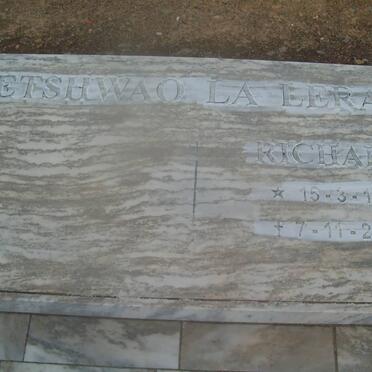 ETSHWAO LA LERA
RICHA
* 15-3-1
† 7-11-2